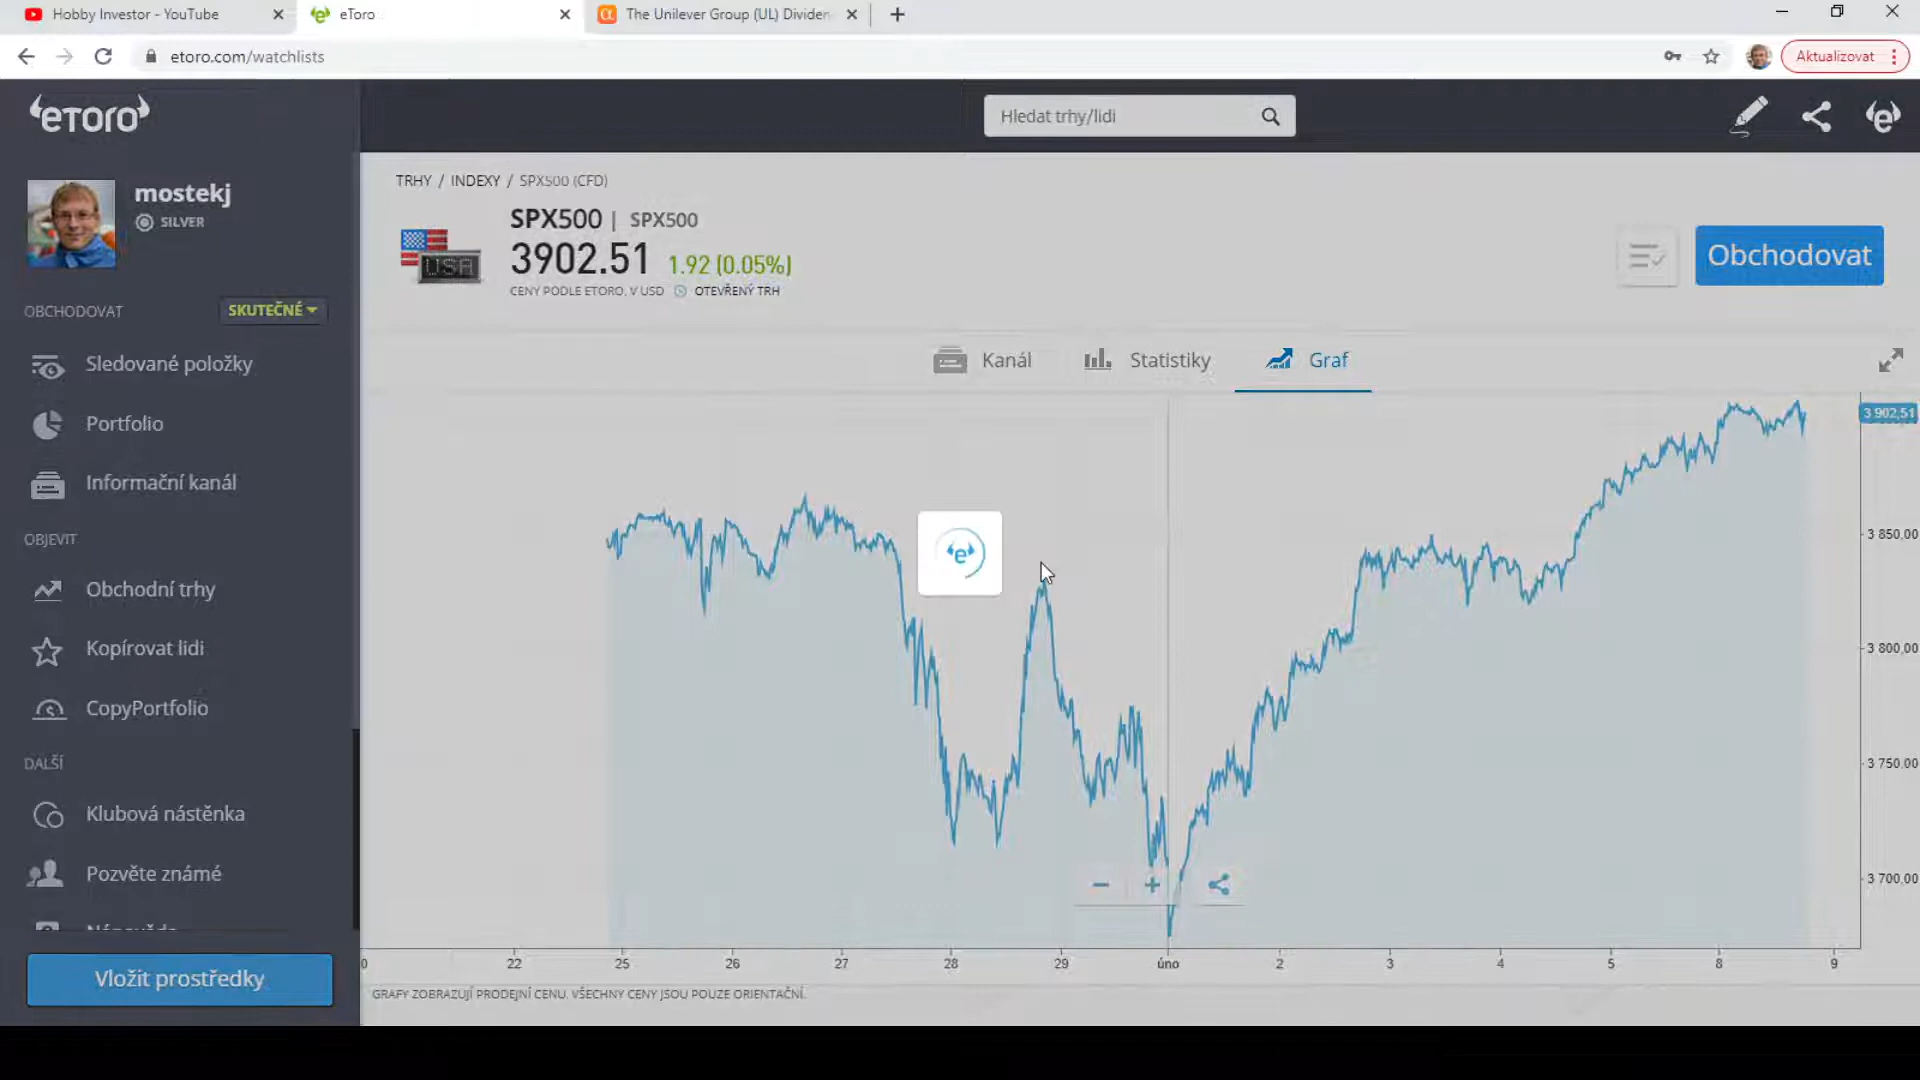 Hobby Investor - YouTube
eToro
The Unilever Group (UL) Dividen
etoro.com/watchlists
Aktualizovat
eToro
Hledat trhy/lidi
mostekj
SILVER
OBCHODOVAT
SKUTEČNÉ
Sledované položky
Portfolio
Informační kanál
OBJEVIT
Obchodní trhy
Kopírovat lidi
CopyPortfolio
DALŠÍ
Klubová nástěnka
Pozvěte známé
Vložit prostředky
TRHY / INDEXY / SPX500 (CFD)
SPX500 | SPX500
USA
3902.51 1.92 (0.05%)
CENY PODLE ETORO, V USD OTEVŘENÝ TRH
Obchodovat
Kanál
Statistiky
Graf
3 902,51
3 850,00
3 800,00
3 750,00
3 700,00
0 22 25 26 27 28 29 úno 2 3 4 5 8 9
GRAFY ZOBRAZUJÍ PRODEJNÍ CENU. VŠECHNY CENY JSOU POUZE ORIENTAČNÍ.